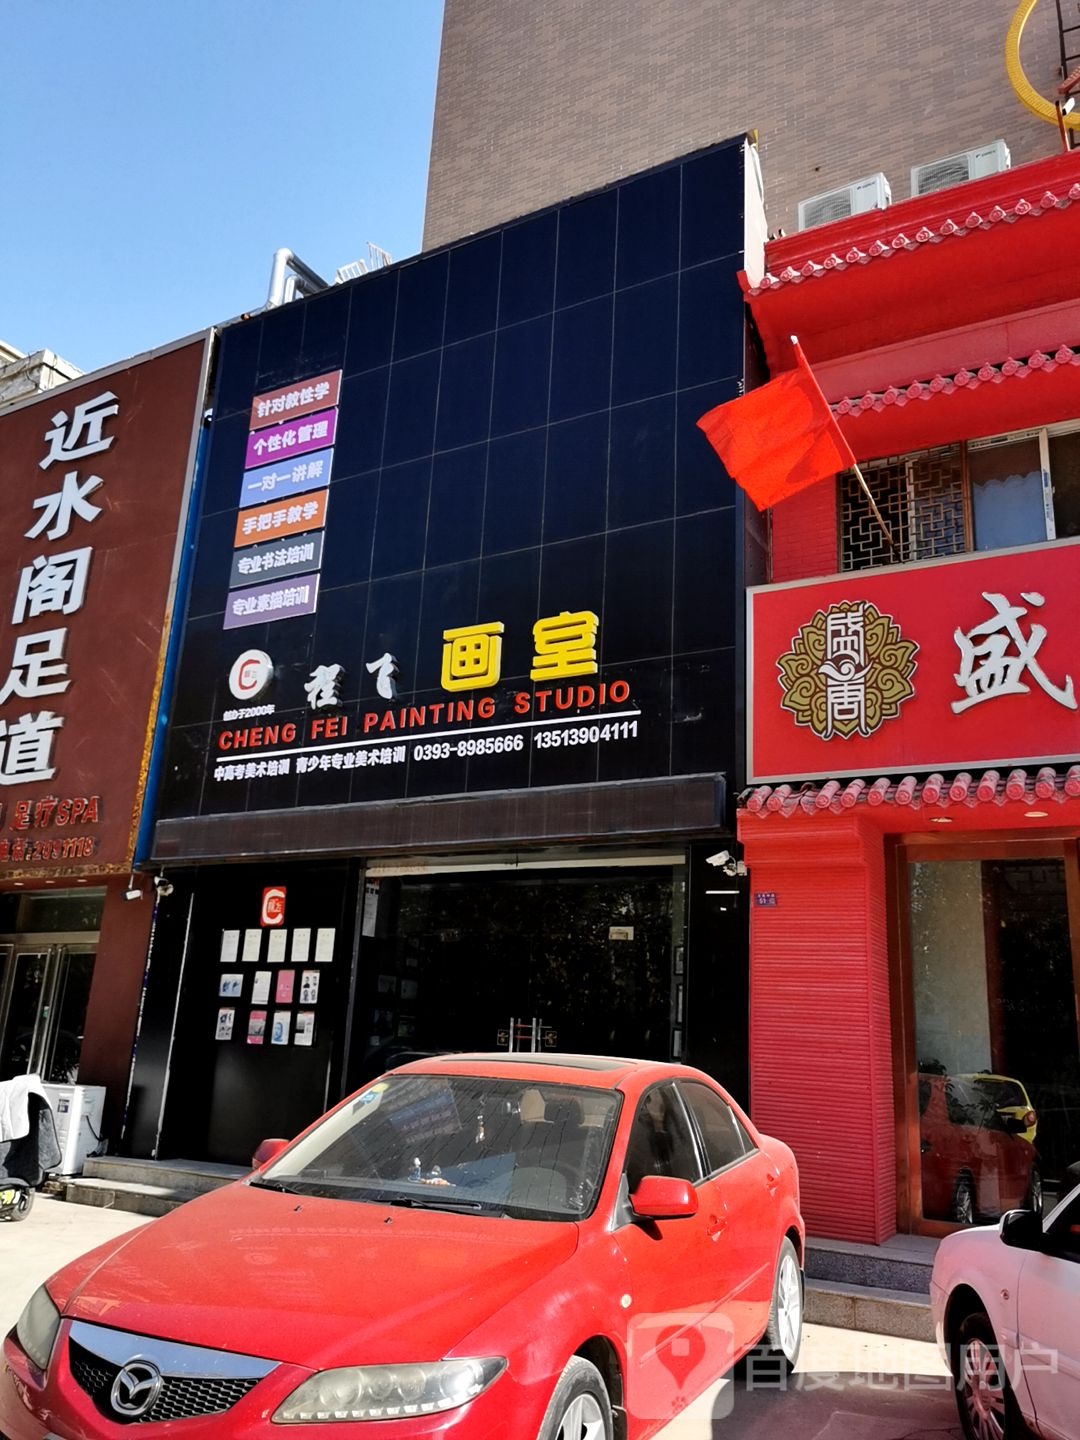 近水阁足道
足疗SPA
针对教性学
个性化管理
一对一讲解
手把手教学
专业书法培训
专业素描培训
创办于2000年
程飞画室
CHENG FEI PAINTING STUDIO
中高考美术培训 青少年专业美术培训 0393-8985666 13513904111
程飞
盛唐
盛
百度地图用户